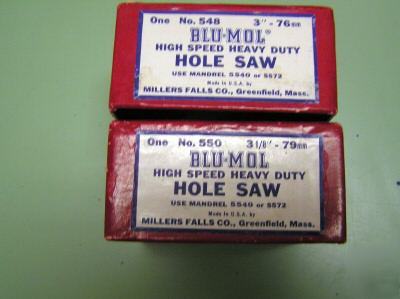 One No. 548 3" - 76mm
BLU-MOL®
HIGH SPEED HEAVY DUTY
HOLE SAW
USE MANDREL 5540 or 5572
Made in U.S.A. by
MILLERS FALLS CO., Greenfield, Mass.
One No. 550 3 1/8" - 79mm
BLU-MOL
HIGH SPEED HEAVY DUTY
HOLE SAW
USE MANDREL 5540 or 5572
Made in U.S.A. by
MILLERS FALLS CO., Greenfield, Mass.